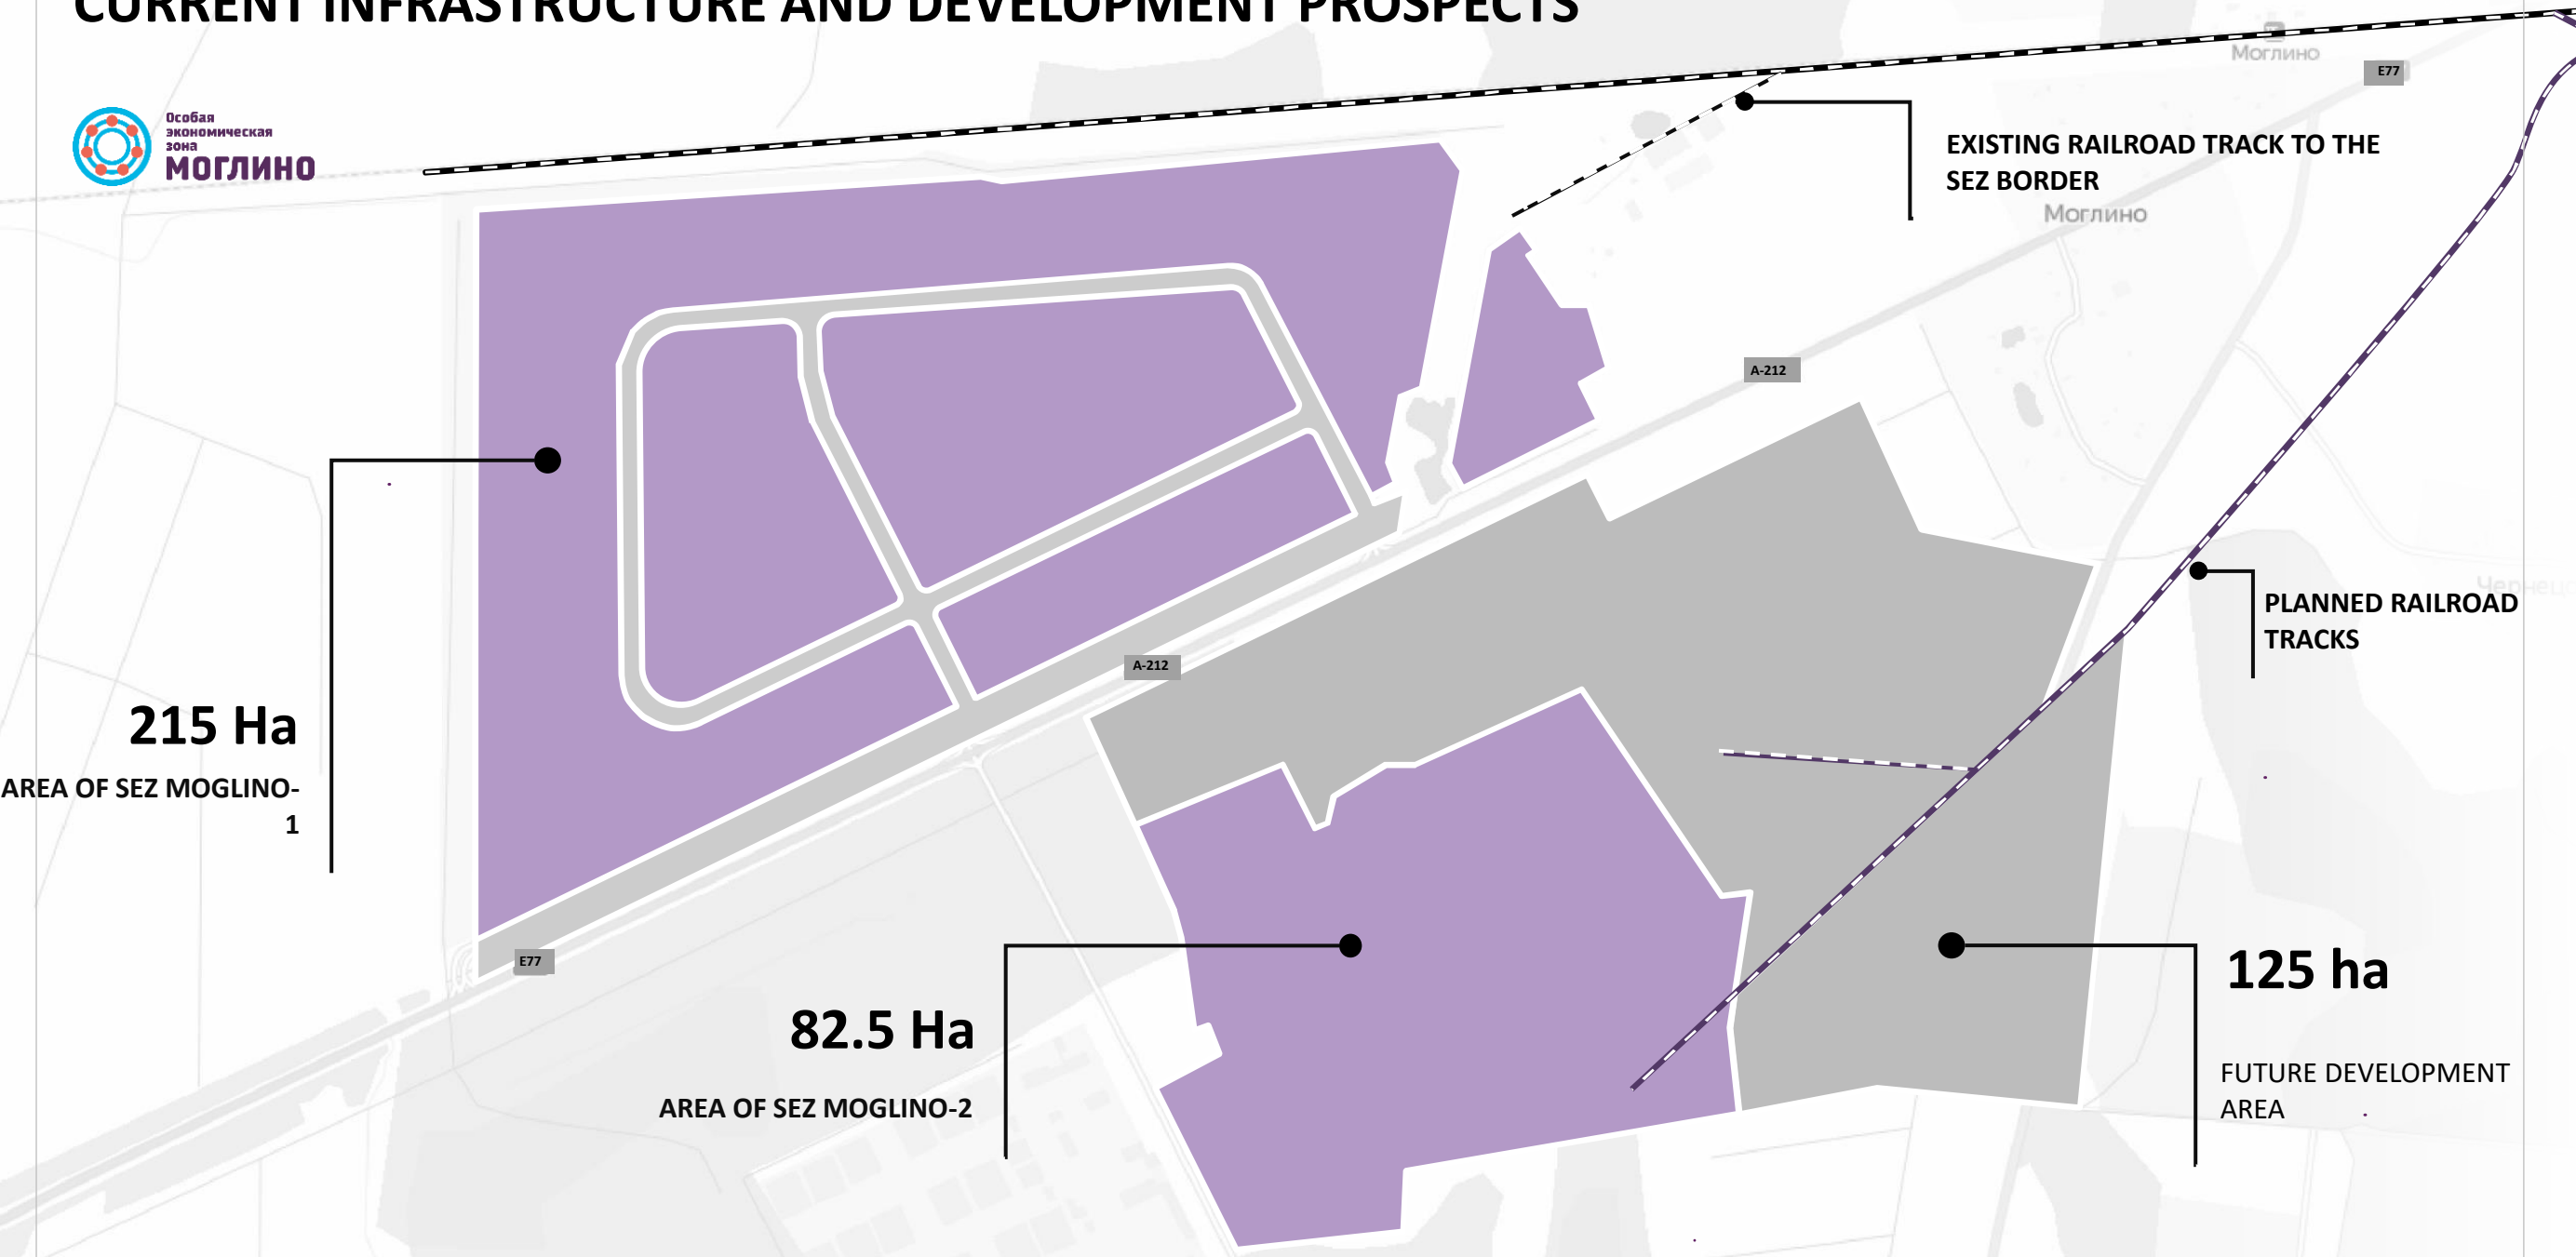 CURRENT INFRASTRUCTURE AND DEVELOPMENT PROSPECTS
Моглино
E77
Особая
экономическая
зона
МОГЛИНО
EXISTING RAILROAD TRACK TO THE
SEZ BORDER
Моглино
A-212
PLANNED RAILROAD
TRACKS
A-212
215 Ha
AREA OF SEZ MOGLINO-
1
E77
82.5 Ha
AREA OF SEZ MOGLINO-2
125 ha
FUTURE DEVELOPMENT
AREA